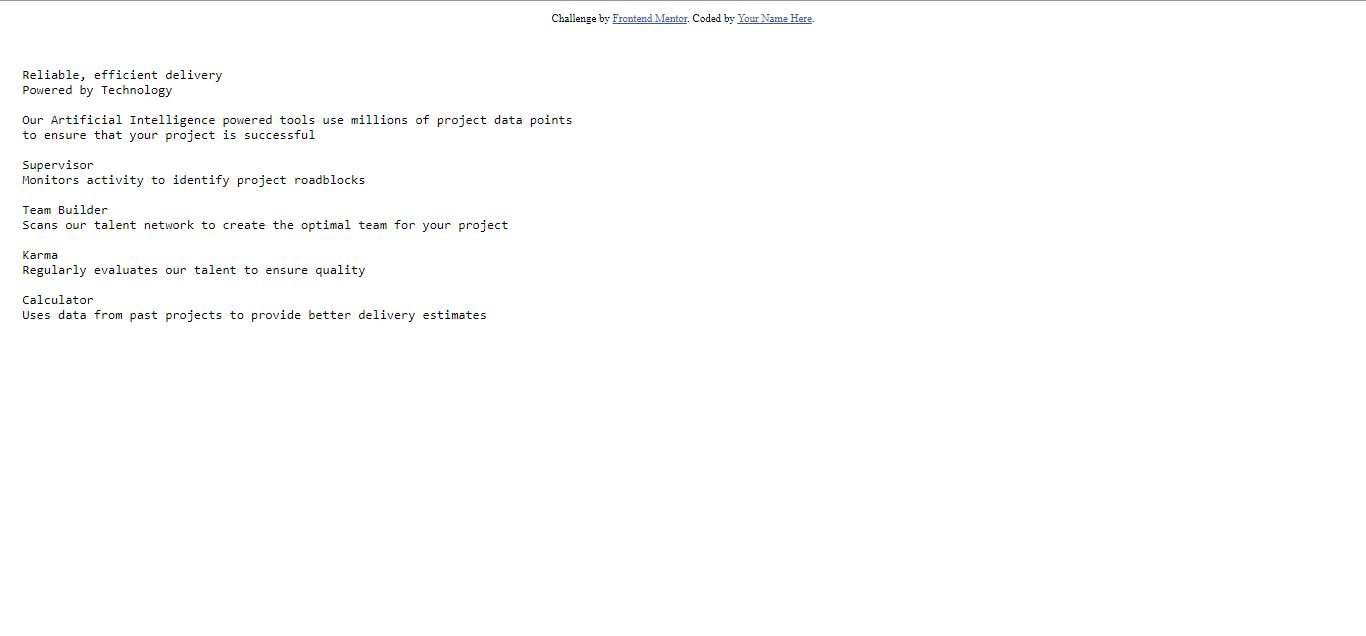 Challenge by Frontend Mentor. Coded by Your Name Here.
Reliable, efficient delivery
Powered by Technology
Our Artificial Intelligence powered tools use millions of project data points
to ensure that your project is successful
Supervisor
Monitors activity to identify project roadblocks
Team Builder
Scans our talent network to create the optimal team for your project
Karma
Regularly evaluates our talent to ensure quality
Calculator
Uses data from past projects to provide better delivery estimates